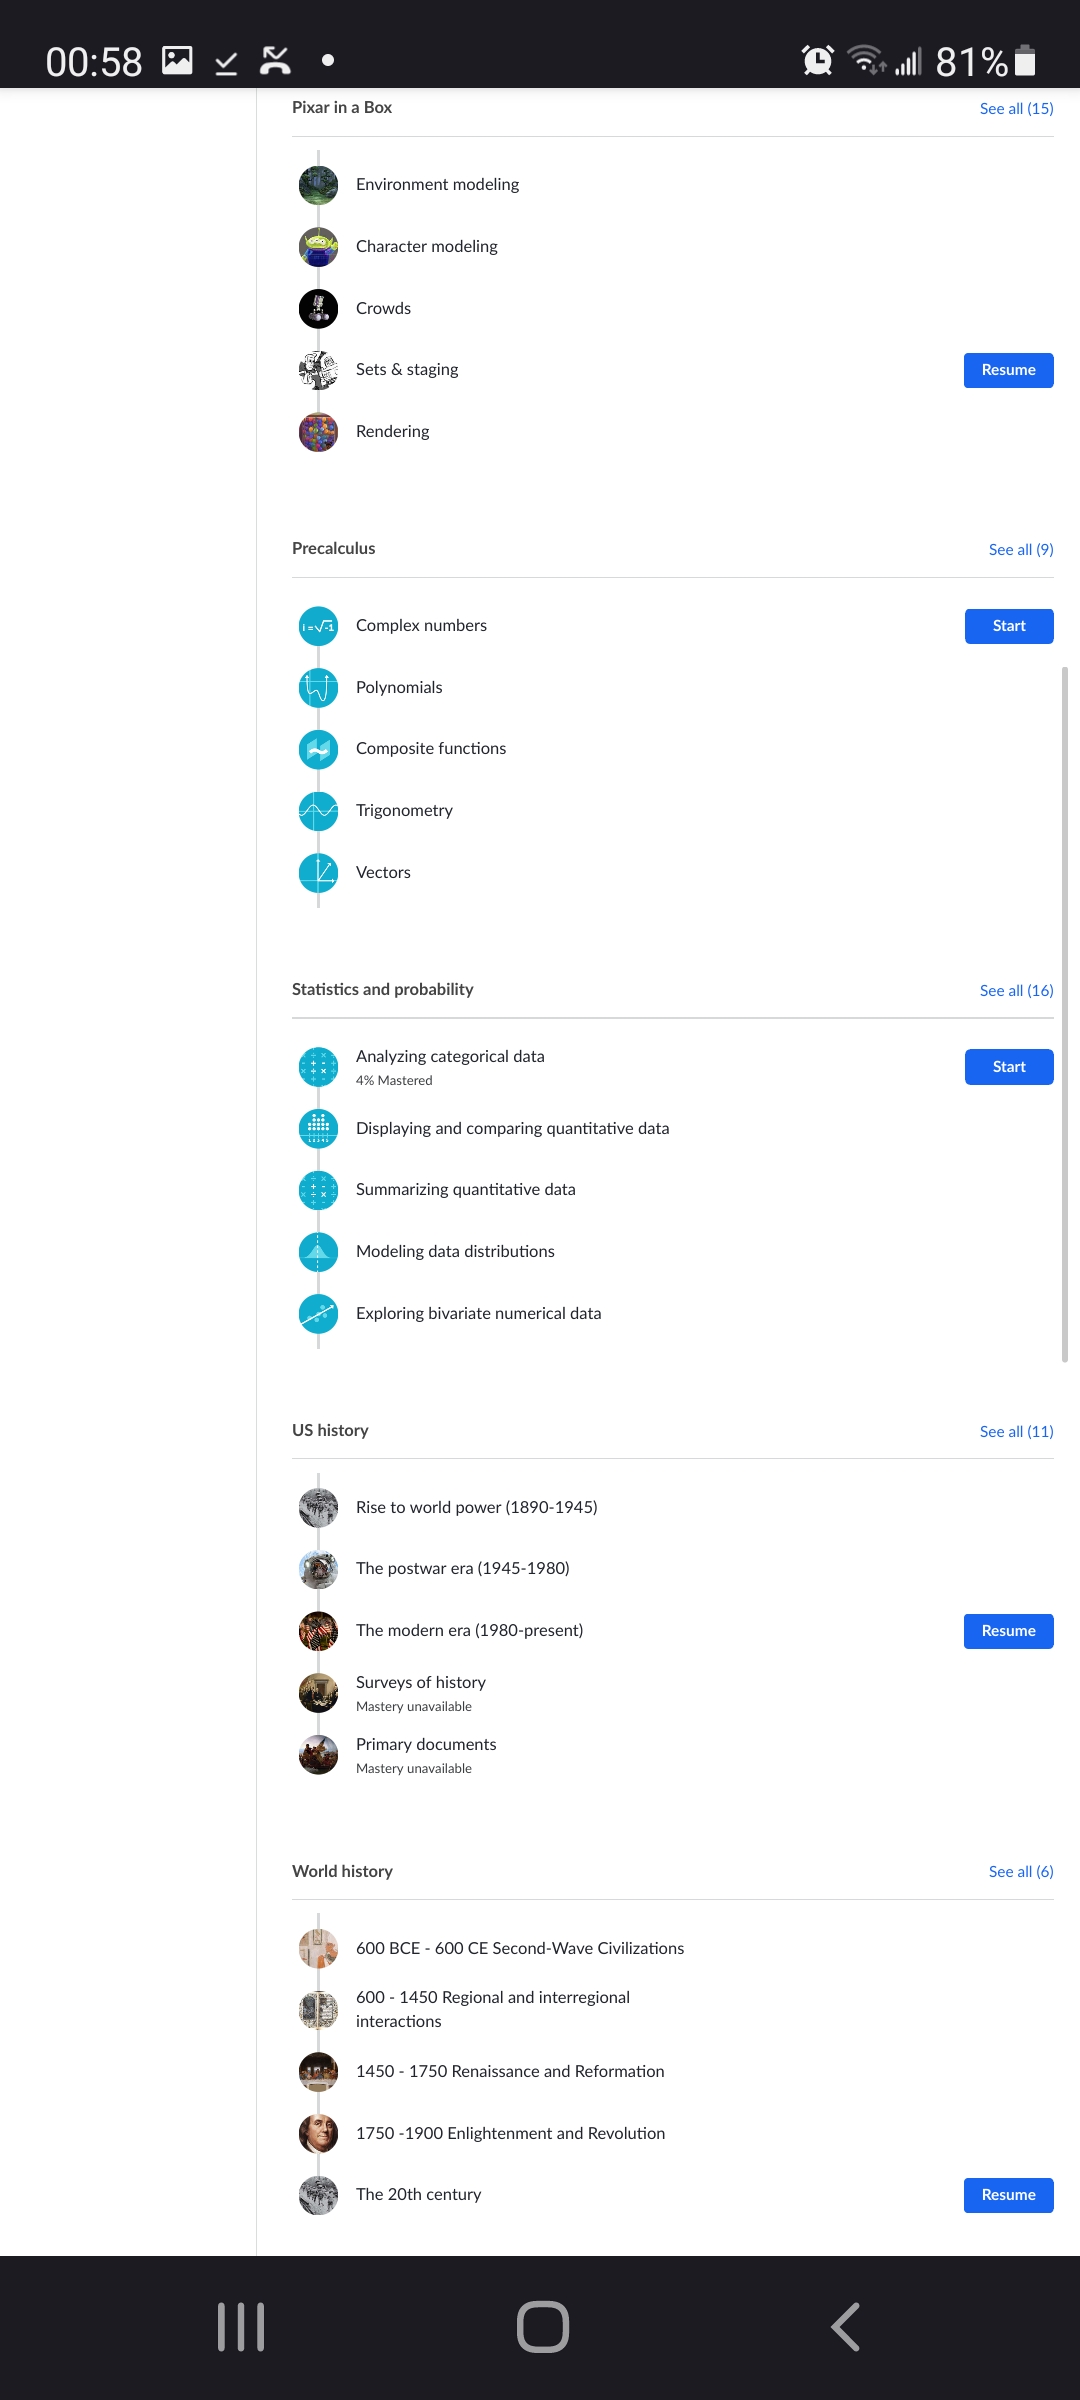 00:58
81%
Pixar in a Box
See all (15)
Environment modeling
Character modeling
Crowds
Sets & staging
Resume
Rendering
Precalculus
See all (9)
i = √-1
Complex numbers
Start
Polynomials
Composite functions
Trigonometry
Vectors
Statistics and probability
See all (16)
Analyzing categorical data
4% Mastered
Start
Displaying and comparing quantitative data
Summarizing quantitative data
Modeling data distributions
Exploring bivariate numerical data
US history
See all (11)
Rise to world power (1890-1945)
The postwar era (1945-1980)
The modern era (1980-present)
Resume
Surveys of history
Mastery unavailable
Primary documents
Mastery unavailable
World history
See all (6)
600 BCE - 600 CE Second-Wave Civilizations
600 - 1450 Regional and interregional
interactions
1450 - 1750 Renaissance and Reformation
1750 -1900 Enlightenment and Revolution
The 20th century
Resume